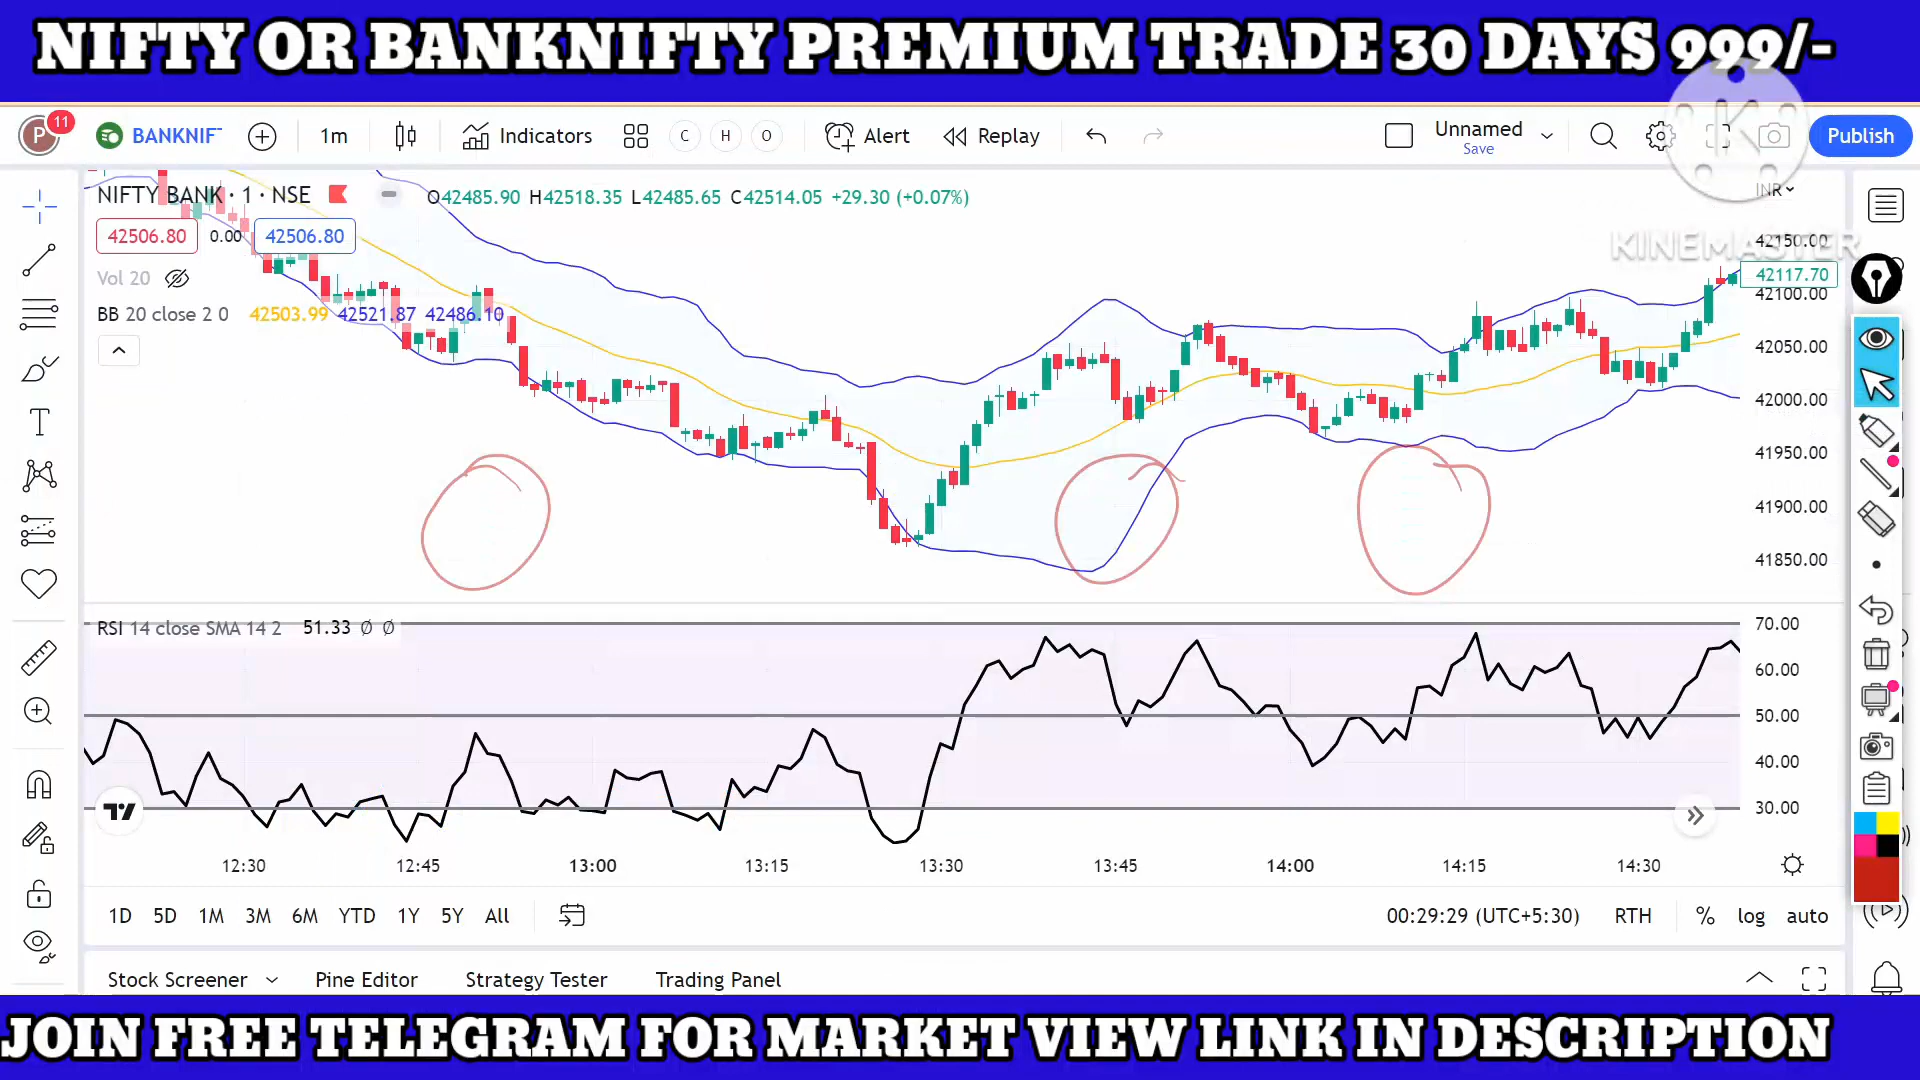 NIFTY OR BANKNIFTY PREMIUM TRADE 30 DAYS 999/-
P 11 BANKNIF 1m Indicators C H O Alert Replay Unnamed Save Publish
NIFTY BANK · 1 · NSE O42485.90 H42518.35 L42485.65 C42514.05 +29.30 (+0.07%) INR
42506.80 0.00 42506.80
KINEMASTER
Vol 20
BB 20 close 2 0 42503.99 42521.87 42486.10
42150.00
42117.70
42100.00
42050.00
42000.00
41950.00
41900.00
41850.00
RSI 14 close SMA 14 2 51.33 Ø Ø
70.00
60.00
50.00
40.00
30.00
12:30 12:45 13:00 13:15 13:30 13:45 14:00 14:15 14:30
1D 5D 1M 3M 6M YTD 1Y 5Y All 00:29:29 (UTC+5:30) RTH % log auto
Stock Screener Pine Editor Strategy Tester Trading Panel
JOIN FREE TELEGRAM FOR MARKET VIEW LINK IN DESCRIPTION